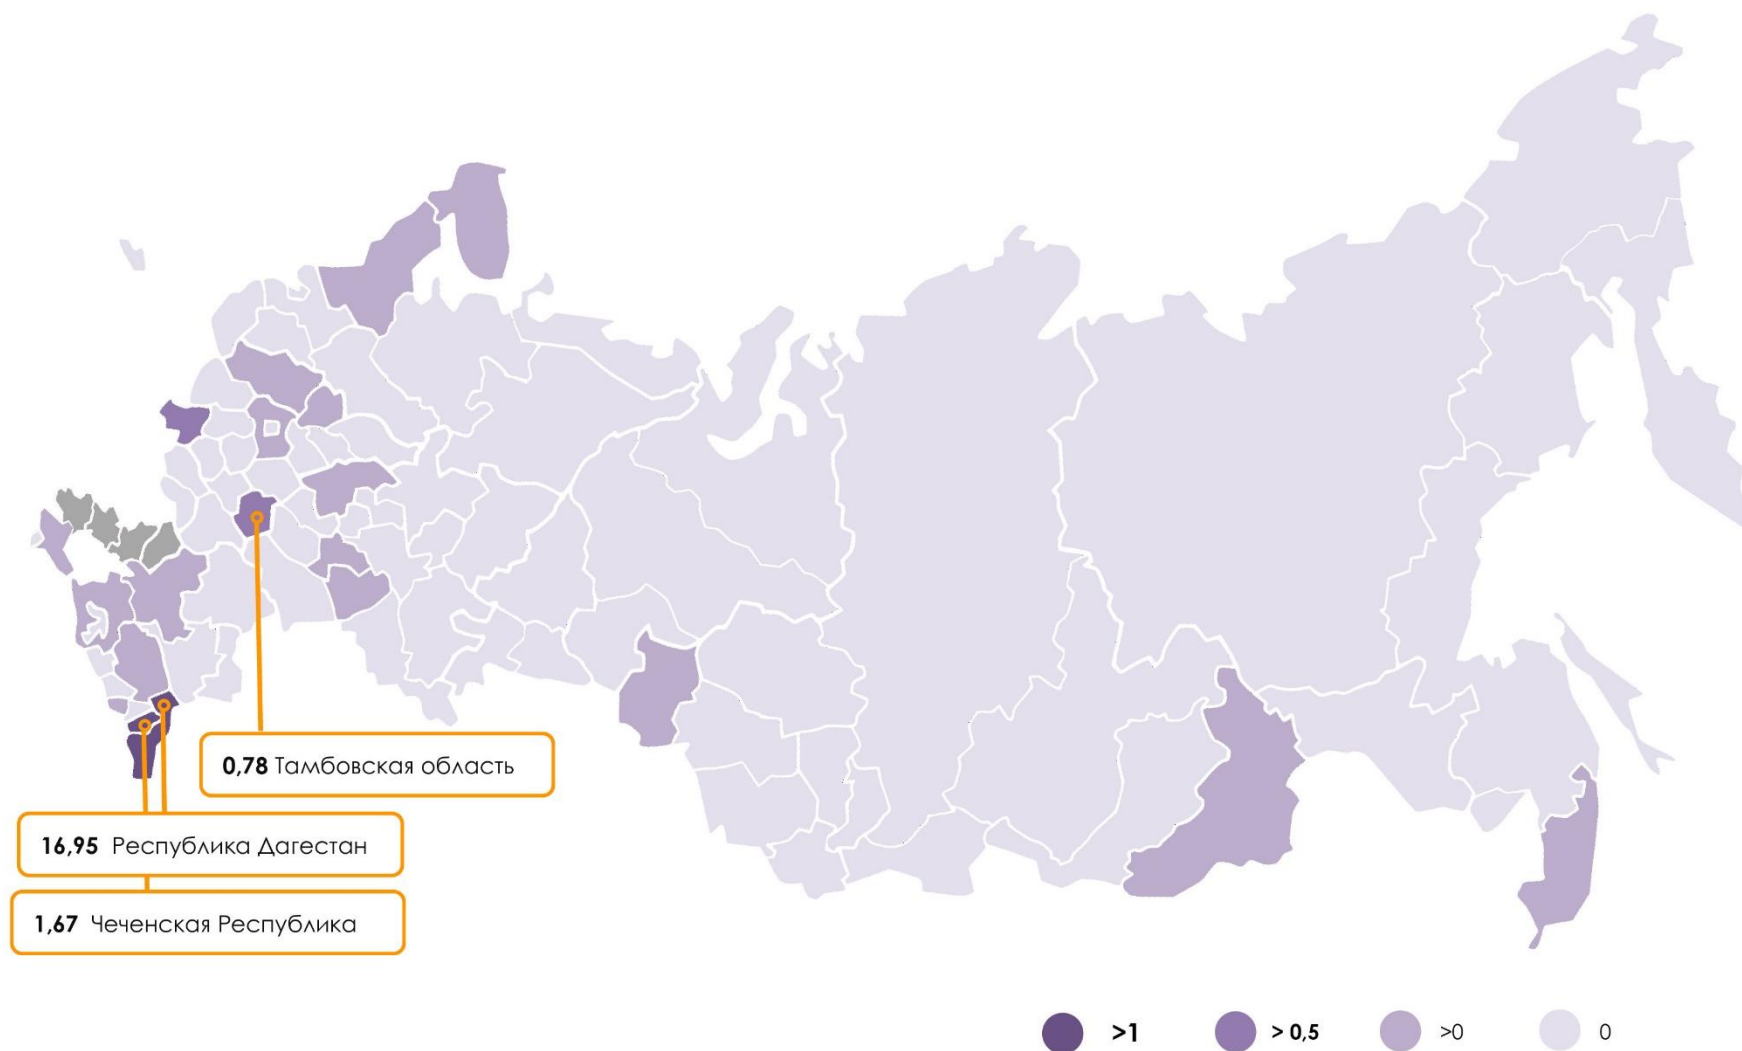 0,78 Тамбовская область
16,95 Республика Дагестан
1,67 Чеченская Республика
>1 > 0,5 >0 0